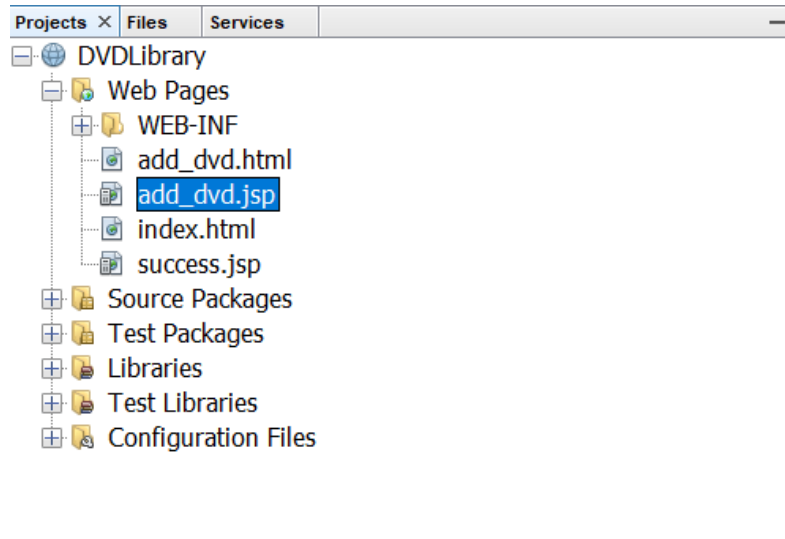 Projects Files Services
DVDLibrary
Web Pages
WEB-INF
add_dvd.html
add_dvd.jsp
index.html
success.jsp
Source Packages
Test Packages
Libraries
Test Libraries
Configuration Files